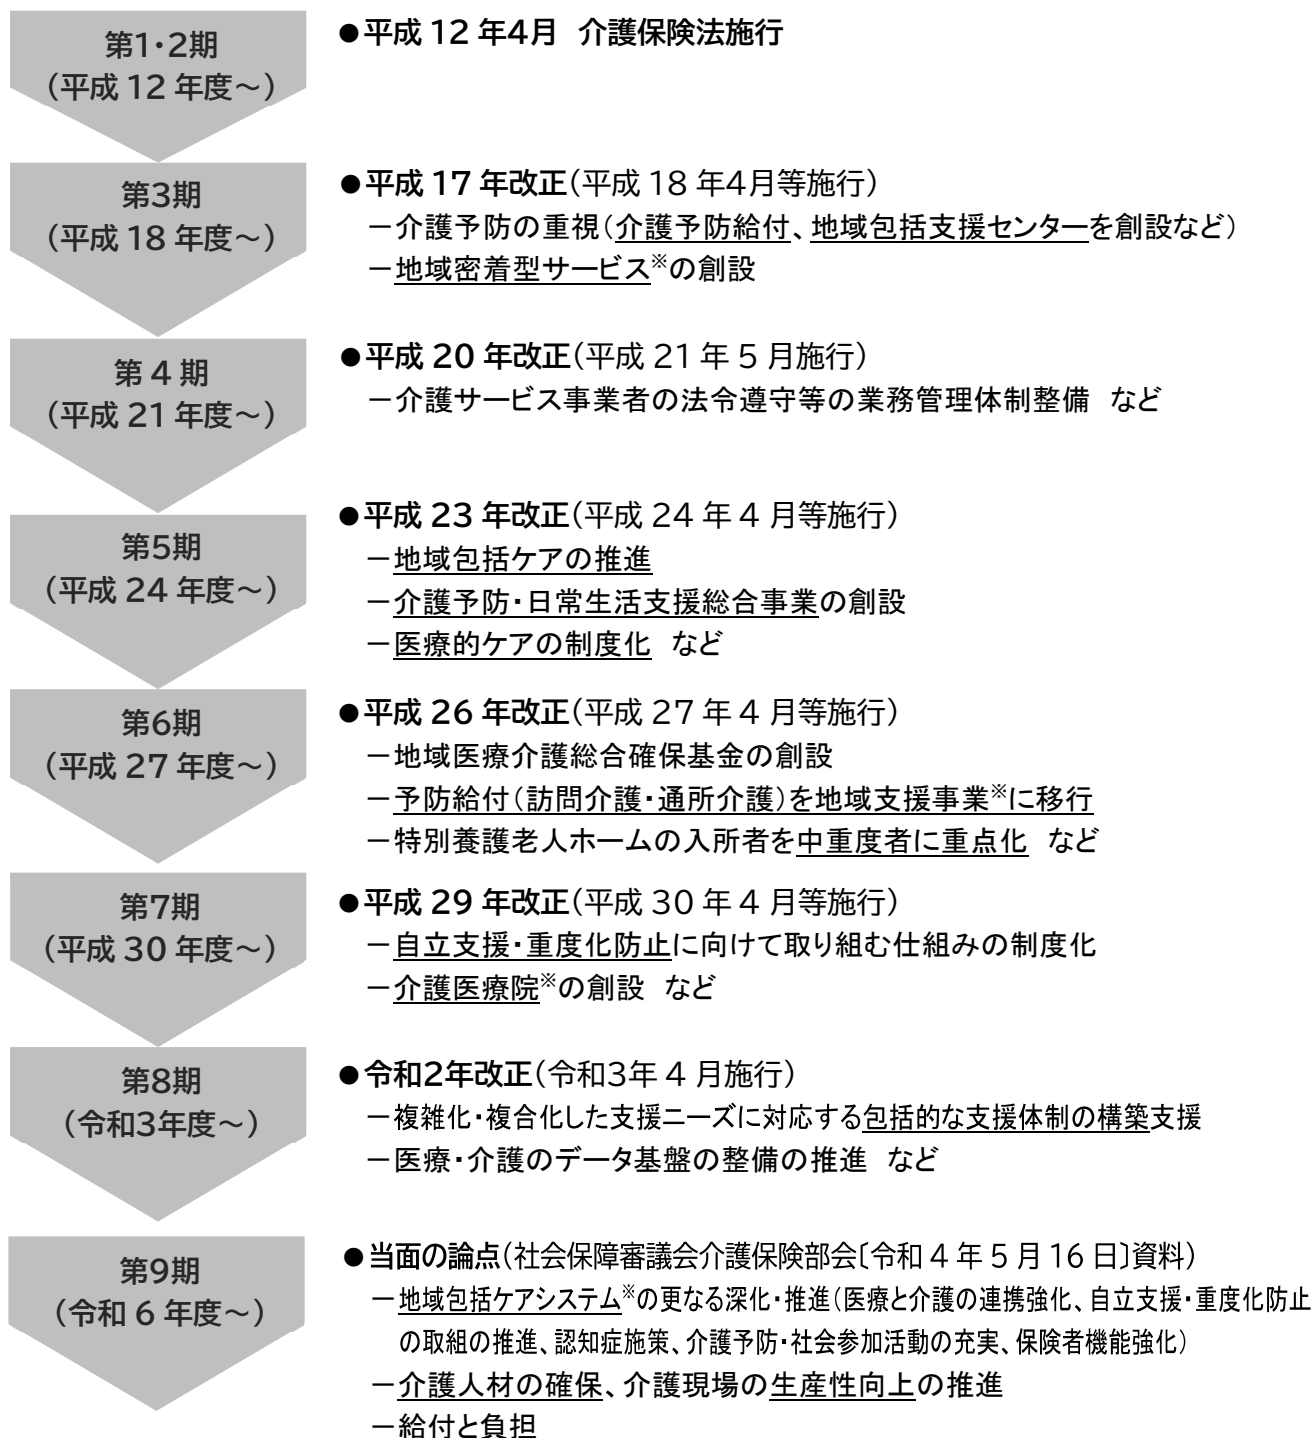 第1・2期
（平成 12 年度～）
●平成 12 年4月　介護保険法施行
第3期
（平成 18 年度～）
●平成 17 年改正（平成 18 年4月等施行）
－介護予防の重視（介護予防給付、地域包括支援センターを創設など）
－地域密着型サービス※の創設
第 4 期
（平成 21 年度～）
●平成 20 年改正（平成 21 年 5 月施行）
－介護サービス事業者の法令遵守等の業務管理体制整備　など
第5期
（平成 24 年度～）
●平成 23 年改正（平成 24 年 4 月等施行）
－地域包括ケアの推進
－介護予防・日常生活支援総合事業の創設
－医療的ケアの制度化　など
第6期
（平成 27 年度～）
●平成 26 年改正（平成 27 年 4 月等施行）
－地域医療介護総合確保基金の創設
－予防給付（訪問介護・通所介護）を地域支援事業※に移行
－特別養護老人ホームの入所者を中重度者に重点化　など
第7期
（平成 30 年度～）
●平成 29 年改正（平成 30 年 4 月等施行）
－自立支援・重度化防止に向けて取り組む仕組みの制度化
－介護医療院※の創設　など
第8期
（令和3年度～）
●令和2年改正（令和3年 4 月施行）
－複雑化・複合化した支援ニーズに対応する包括的な支援体制の構築支援
－医療・介護のデータ基盤の整備の推進　など
第9期
（令和 6 年度～）
●当面の論点（社会保障審議会介護保険部会〔令和 4 年 5 月 16 日〕資料）
－地域包括ケアシステム※の更なる深化・推進（医療と介護の連携強化、自立支援・重度化防止
の取組の推進、認知症施策、介護予防・社会参加活動の充実、保険者機能強化）
－介護人材の確保、介護現場の生産性向上の推進
－給付と負担